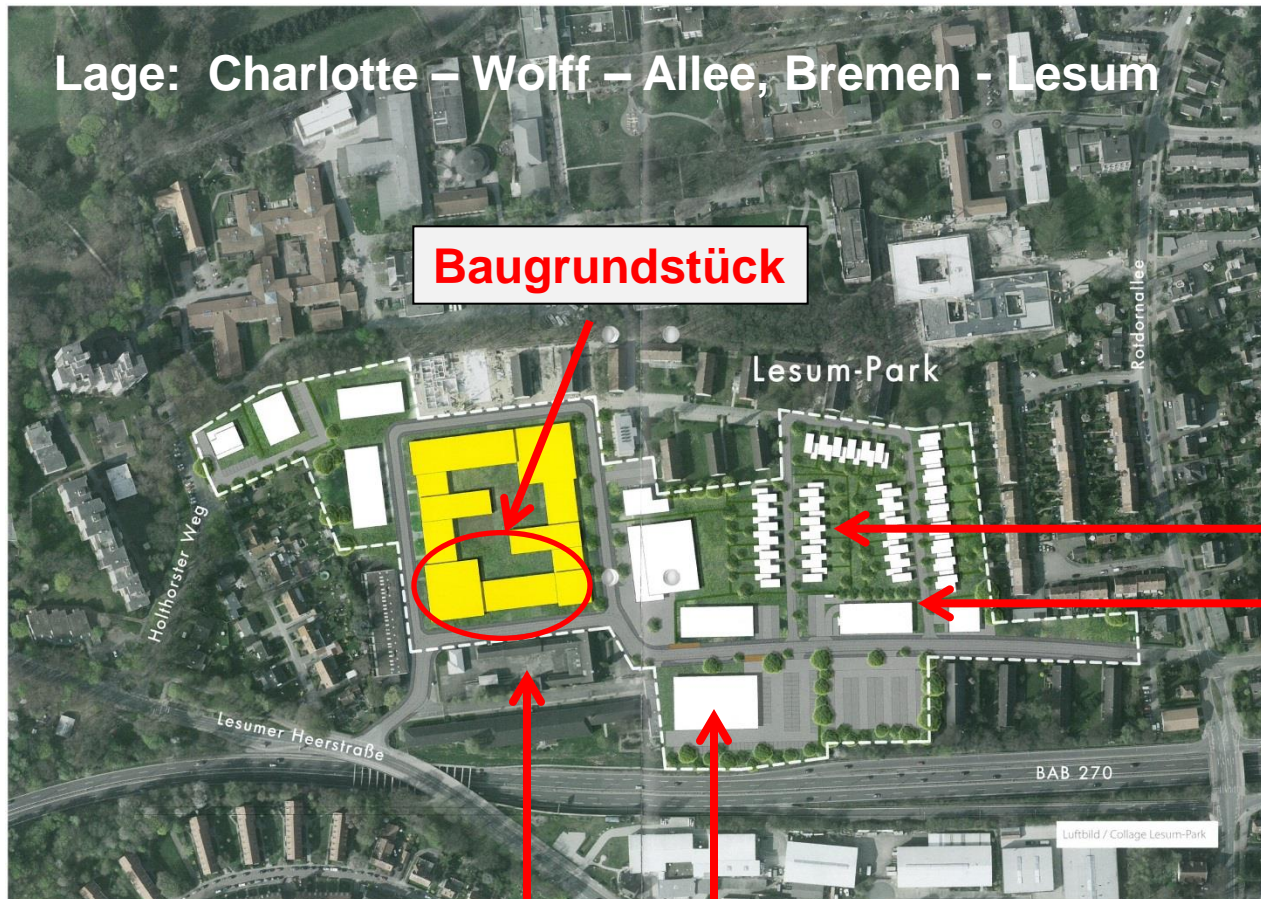 Lage: Charlotte – Wolff – Allee, Bremen - Lesum
Baugrundstück
Lesum-Park
Rotdornallee
Holthorster Weg
Lesumer Heerstraße
BAB 270
Luftbild / Collage Lesum-Park